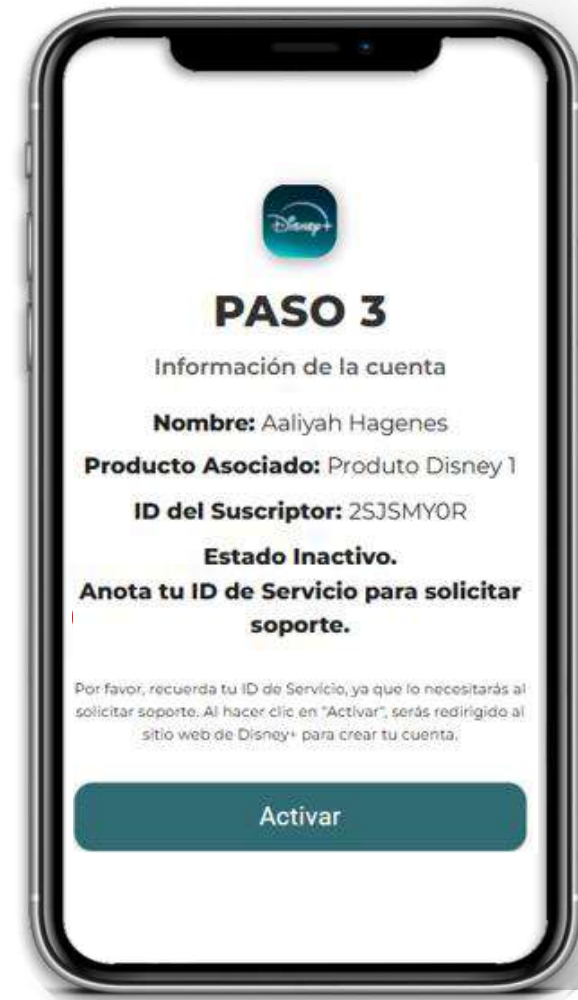 Disney+
PASO 3
Información de la cuenta
Nombre: Aaliyah Hagenes
Producto Asociado: Produto Disney 1
ID del Suscriptor: 2SJSMY0R
Estado Inactivo.
Anota tu ID de Servicio para solicitar
soporte.
Por favor, recuerda tu ID de Servicio, ya que lo necesitarás al
solicitar soporte. Al hacer clic en "Activar", serás redirigido al
sitio web de Disney+ para crear tu cuenta.
Activar